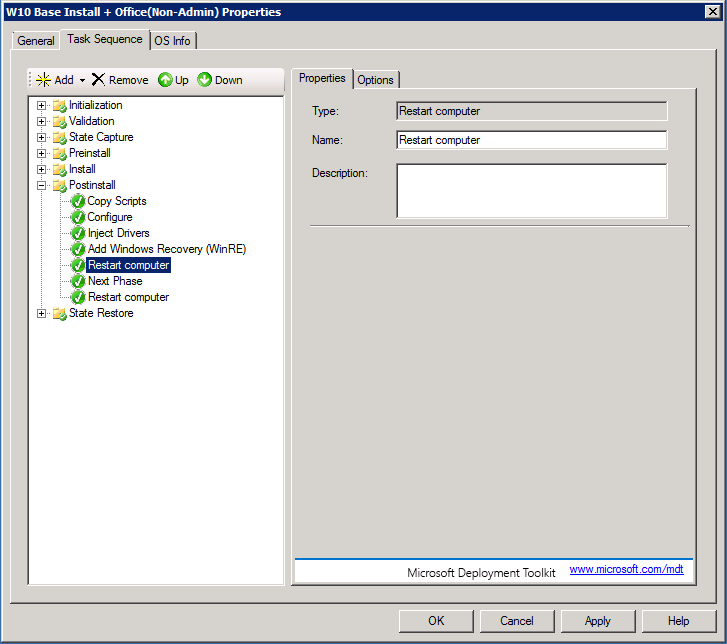 W10 Base Install + Office(Non-Admin) Properties
General Task Sequence OS Info
Add Remove Up Down
Initialization
Validation
State Capture
Preinstall
Install
Postinstall
Copy Scripts
Configure
Inject Drivers
Add Windows Recovery (WinRE)
Restart computer
Next Phase
Restart computer
State Restore
Properties Options
Type: Restart computer
Name: Restart computer
Description:
Microsoft Deployment Toolkit www.microsoft.com/mdt
OK Cancel Apply Help